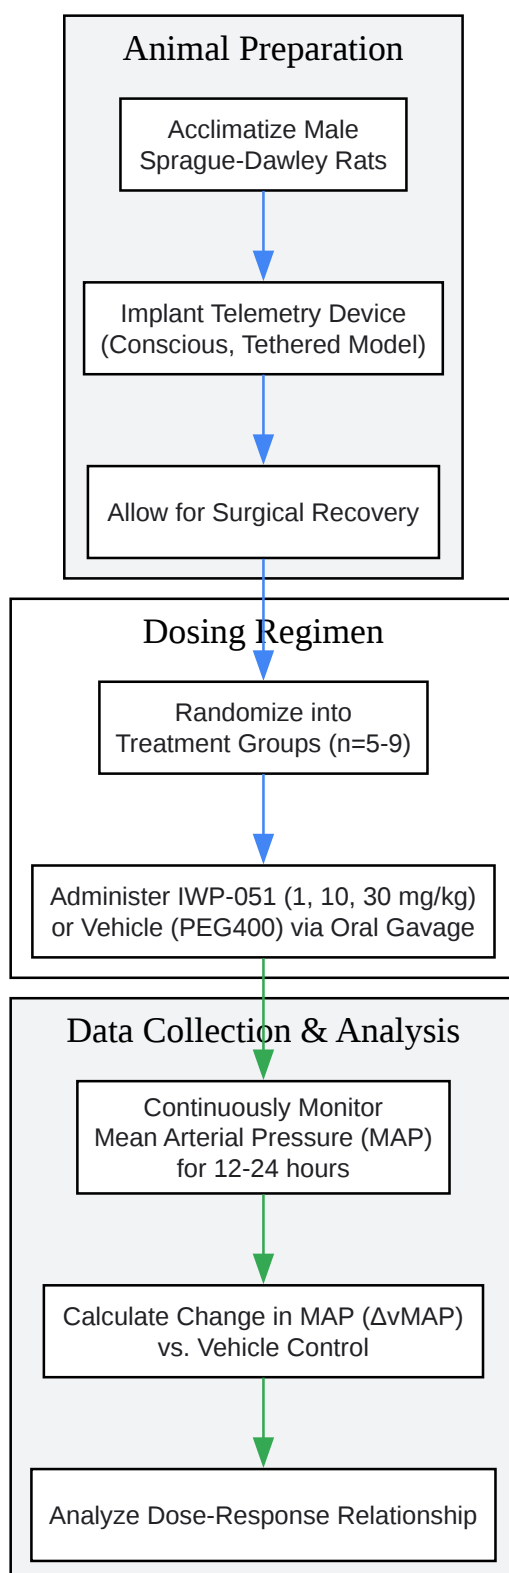 Animal Preparation
Acclimatize Male
Sprague-Dawley Rats
Implant Telemetry Device
(Conscious, Tethered Model)
Allow for Surgical Recovery
Dosing Regimen
Randomize into
Treatment Groups (n=5-9)
Administer IWP-051 (1, 10, 30 mg/kg)
or Vehicle (PEG400) via Oral Gavage
Data Collection & Analysis
Continuously Monitor
Mean Arterial Pressure (MAP)
for 12-24 hours
Calculate Change in MAP (ΔvMAP)
vs. Vehicle Control
Analyze Dose-Response Relationship